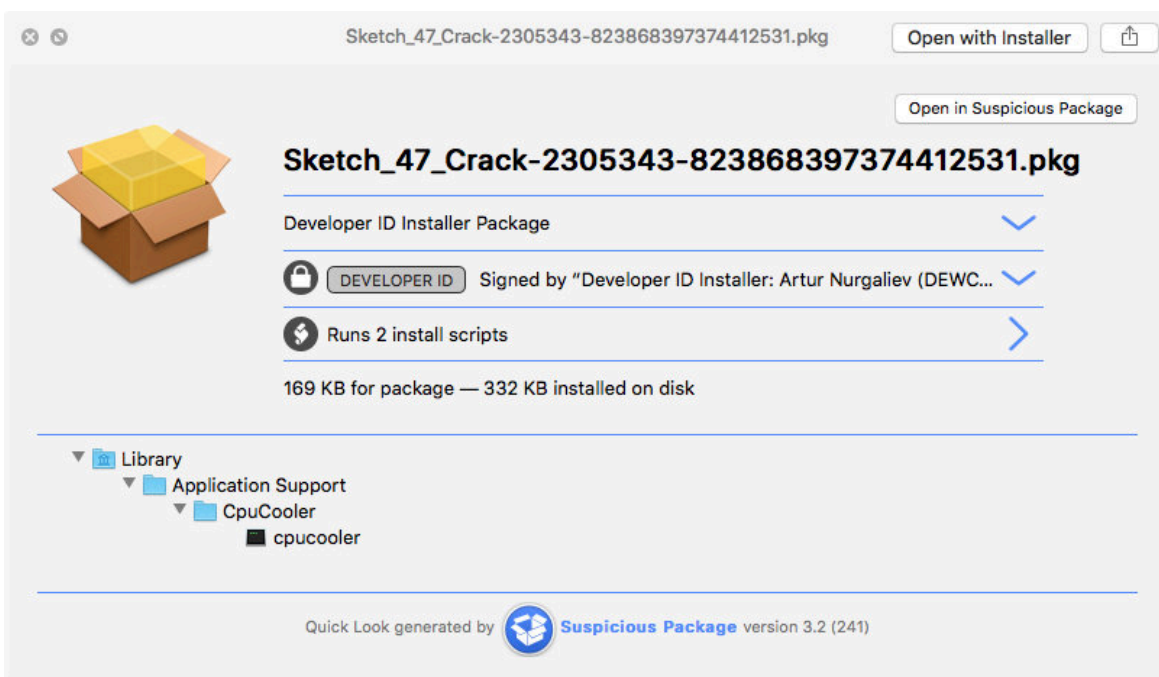 Sketch_47_Crack-2305343-823868397374412531.pkg
Open with Installer
Open in Suspicious Package
Sketch_47_Crack-2305343-823868397374412531.pkg
Developer ID Installer Package
DEVELOPER ID Signed by “Developer ID Installer: Artur Nurgaliev (DEWC...
Runs 2 install scripts
169 KB for package — 332 KB installed on disk
Library
Application Support
CpuCooler
cpucooler
Quick Look generated by Suspicious Package version 3.2 (241)